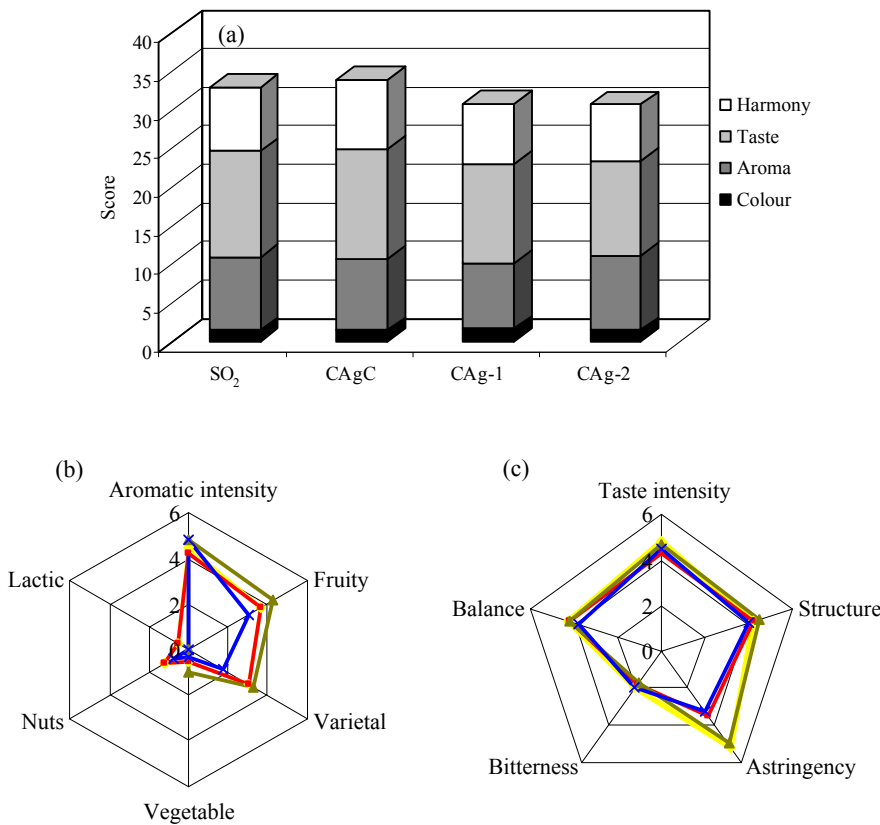 (a)
40
35
30
25
20
15
10
5
0
Score
SO₂
CAgC
CAg-1
CAg-2
Harmony
Taste
Aroma
Colour
(b)
Aromatic intensity
6
4
2
0
Lactic
Fruity
Nuts
Varietal
Vegetable
(c)
Taste intensity
6
4
2
0
Balance
Structure
Bitterness
Astringency